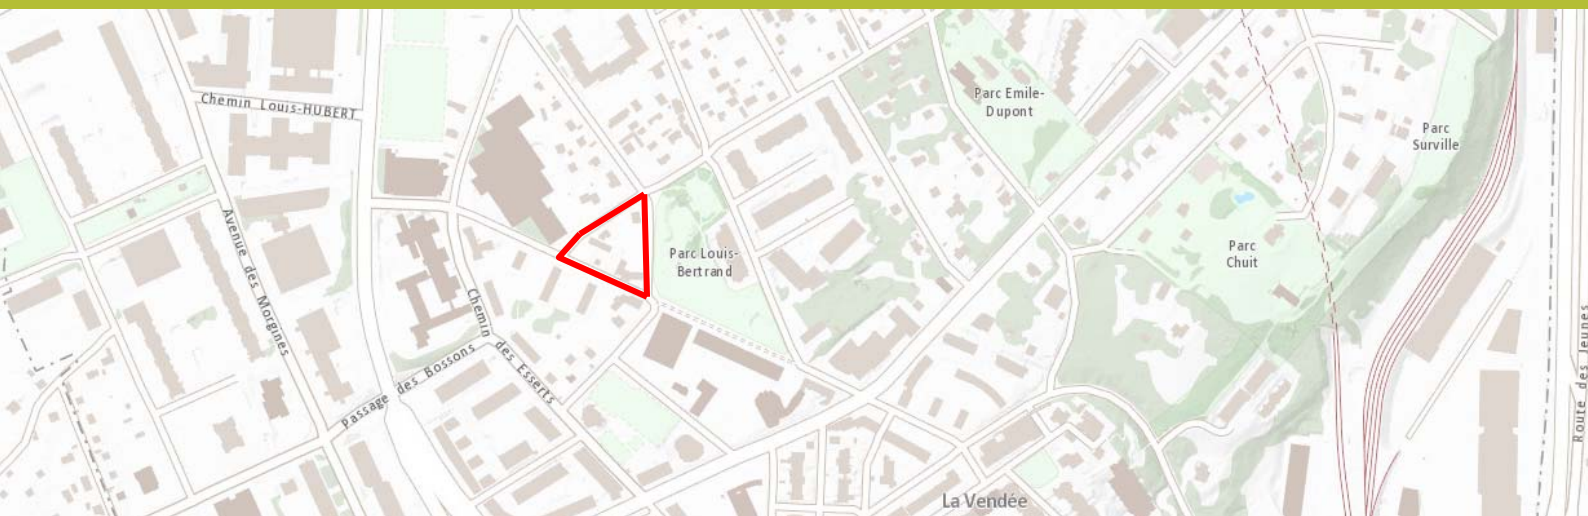 Chemin Louis-HUBERT
Parc Emile-
Dupont
Parc
Surville
Avenue des Morgines
Parc Louis-
Bertrand
Parc
Chuit
Chemin des Esserts
Passage des Bossons
Route des Jeunes
La Vendée